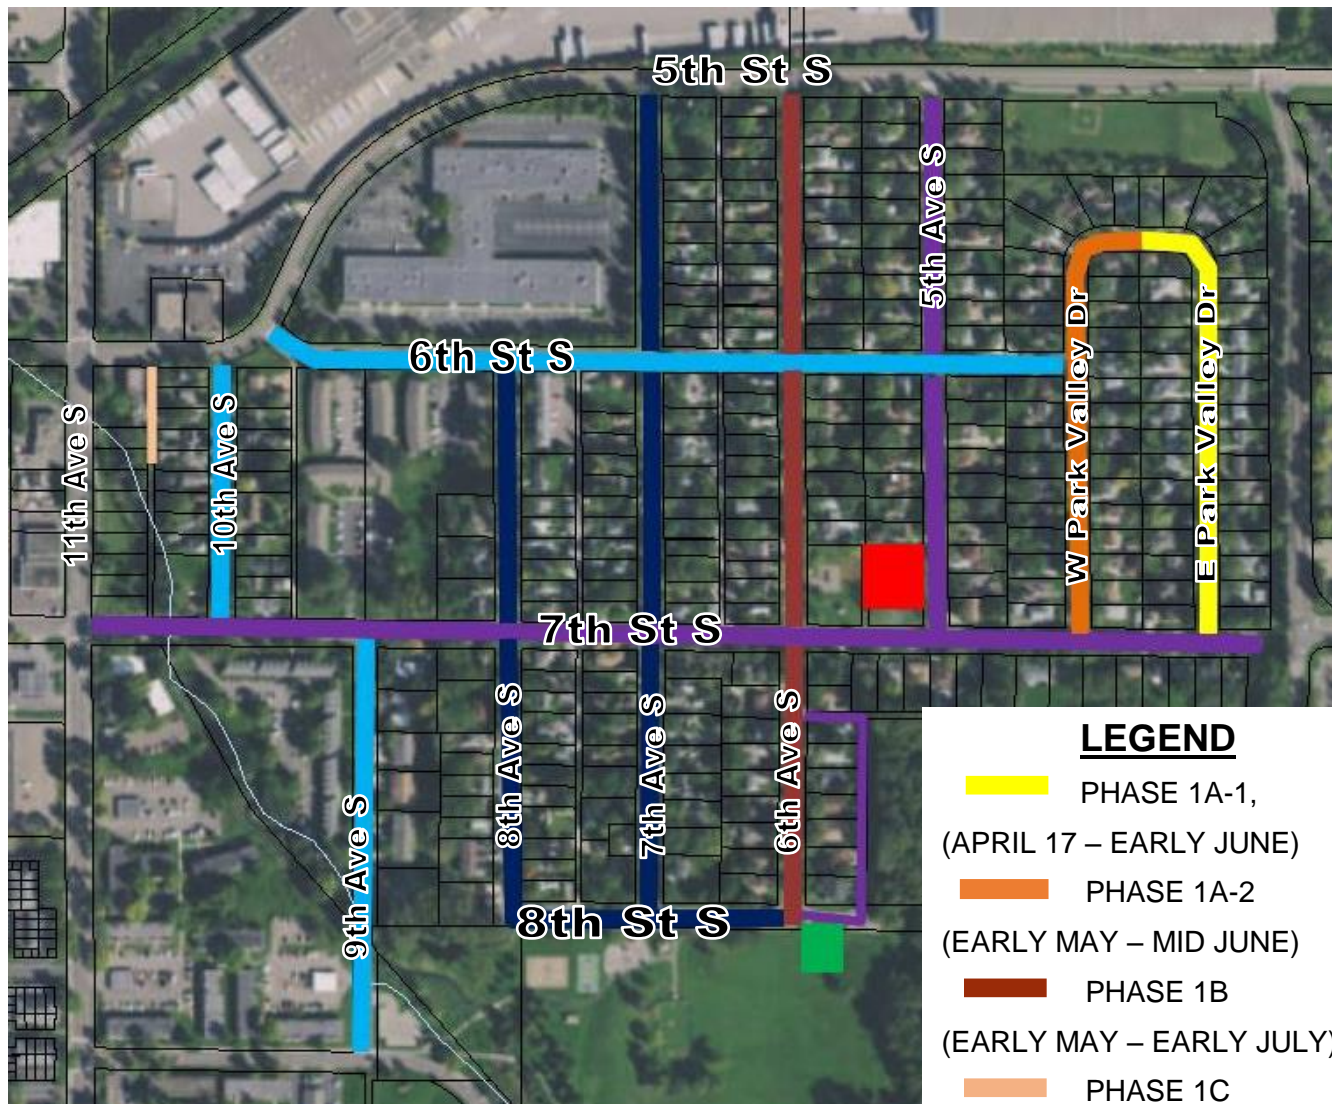 5th St S
5th Ave S
6th St S
W Park Valley Dr
E Park Valley Dr
11th Ave S
10th Ave S
7th St S
8th Ave S
7th Ave S
6th Ave S
9th Ave S
8th St S
LEGEND
PHASE 1A-1,
(APRIL 17 – EARLY JUNE)
PHASE 1A-2
(EARLY MAY – MID JUNE)
PHASE 1B
(EARLY MAY – EARLY JULY)
PHASE 1C